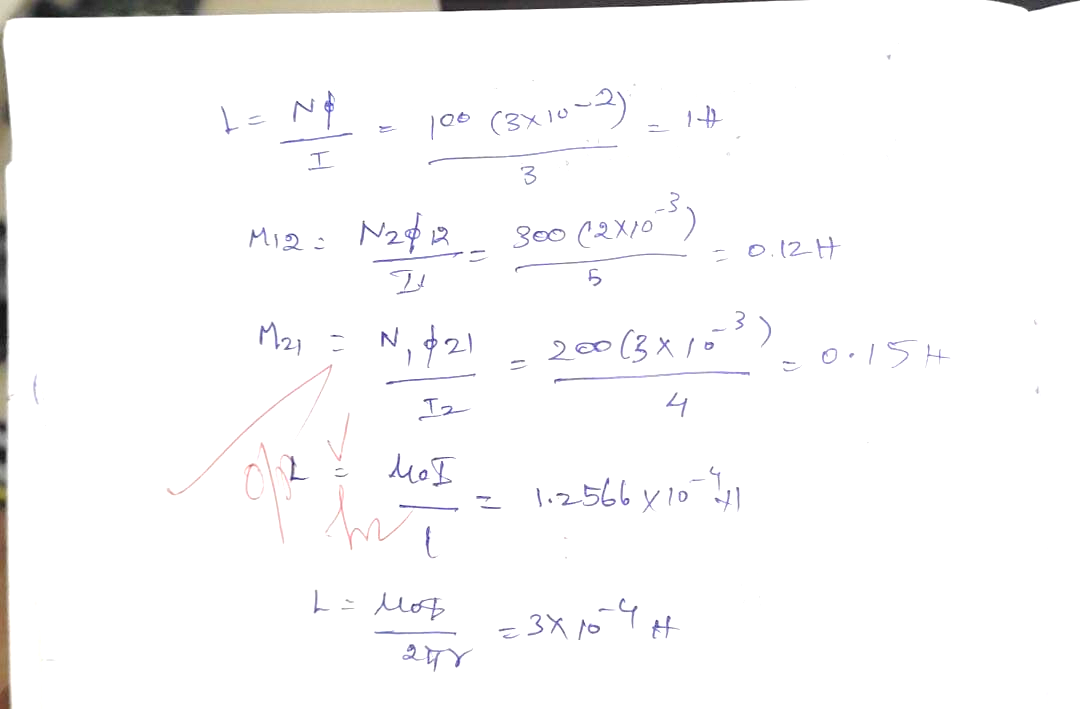 L = Nϕ/I = 100 (3×10⁻²)/3 = 1H
M12 = N2ϕ12/I1 = 300 (2×10⁻³)/5 = 0.12H
M21 = N1ϕ21/I2 = 200 (3×10⁻³)/4 = 0.15H
L = μ0I/l = 1.2566 × 10⁻⁴ H
L = μ0I/2πr = 3×10⁻⁴ H